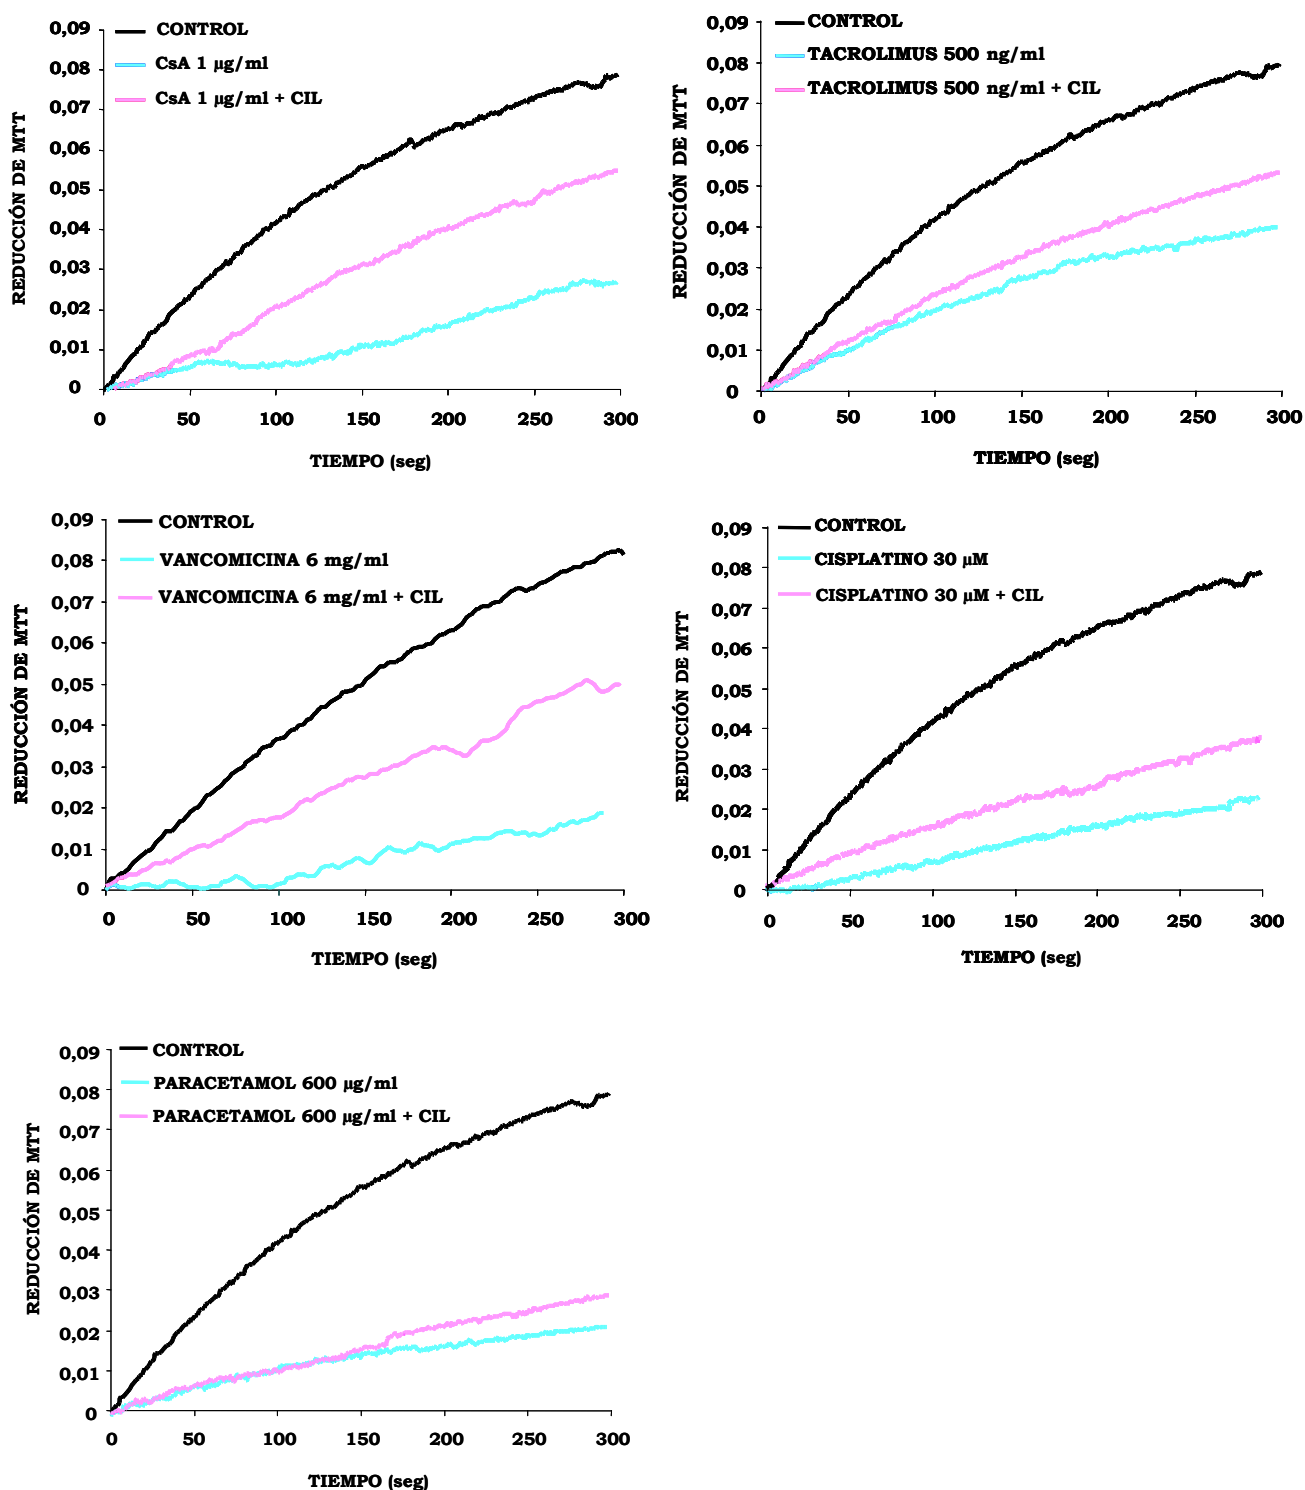 0,09
0,08
0,07
0,06
0,05
0,04
0,03
0,02
0,01
0
REDUCCIÓN DE MTT
CONTROL
CsA 1 µg/ml
CsA 1 µg/ml + CIL
0 50 100 150 200 250 300
TIEMPO (seg)
0,09
0,08
0,07
0,06
0,05
0,04
0,03
0,02
0,01
0
REDUCCIÓN DE MTT
CONTROL
TACROLIMUS 500 ng/ml
TACROLIMUS 500 ng/ml + CIL
0 50 100 150 200 250 300
TIEMPO (seg)
0,09
0,08
0,07
0,06
0,05
0,04
0,03
0,02
0,01
0
REDUCCIÓN DE MTT
CONTROL
VANCOMICINA 6 mg/ml
VANCOMICINA 6 mg/ml + CIL
0 50 100 150 200 250 300
TIEMPO (seg)
0,09
0,08
0,07
0,06
0,05
0,04
0,03
0,02
0,01
0
REDUCCIÓN DE MTT
CONTROL
CISPLATINO 30 µM
CISPLATINO 30 µM + CIL
0 50 100 150 200 250 300
TIEMPO (seg)
0,09
0,08
0,07
0,06
0,05
0,04
0,03
0,02
0,01
0
REDUCCIÓN DE MTT
CONTROL
PARACETAMOL 600 µg/ml
PARACETAMOL 600 µg/ml + CIL
0 50 100 150 200 250 300
TIEMPO (seg)